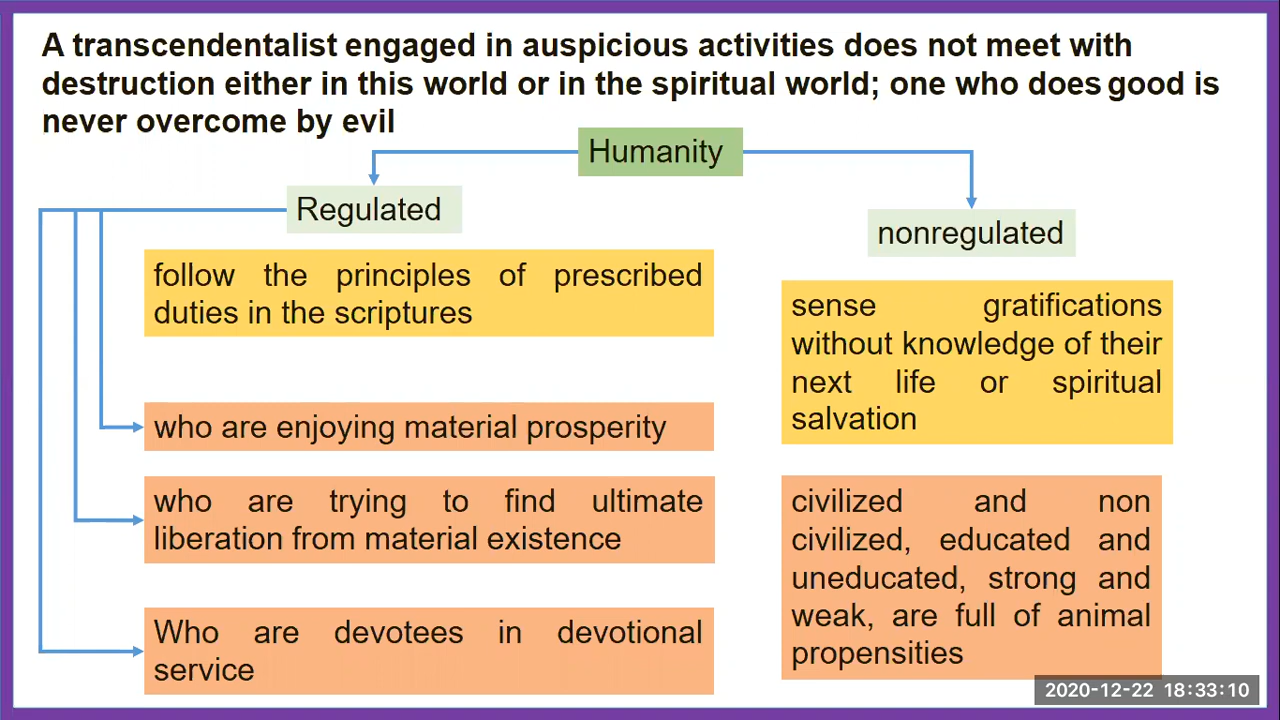 A transcendentalist engaged in auspicious activities does not meet with
destruction either in this world or in the spiritual world; one who does good is
never overcome by evil
Humanity
Regulated
nonregulated
follow the principles of prescribed
duties in the scriptures
sense gratifications
without knowledge of their
next life or spiritual
salvation
who are enjoying material prosperity
who are trying to find ultimate
liberation from material existence
civilized and non
civilized, educated and
uneducated, strong and
weak, are full of animal
propensities
Who are devotees in devotional
service
2020-12-22 18:33:10